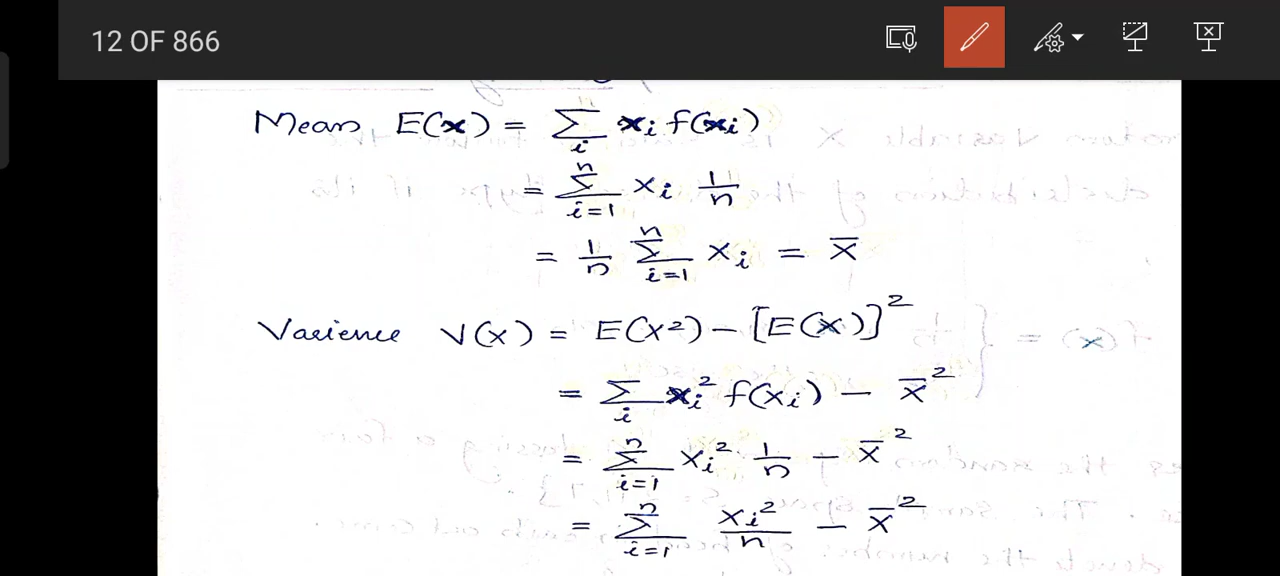 12 OF 866
Mean E(x) = Σ_i x_i f(x_i)
= Σ_{i=1}^{n} x_i 1/n
= 1/n Σ_{i=1}^{n} x_i = x̄
Varience V(x) = E(x²) - [E(x)]²
= Σ_i x_i² f(x_i) - x̄²
= Σ_{i=1}^{n} x_i² 1/n - x̄²
= Σ_{i=1}^{n} x_i²/n - x̄²